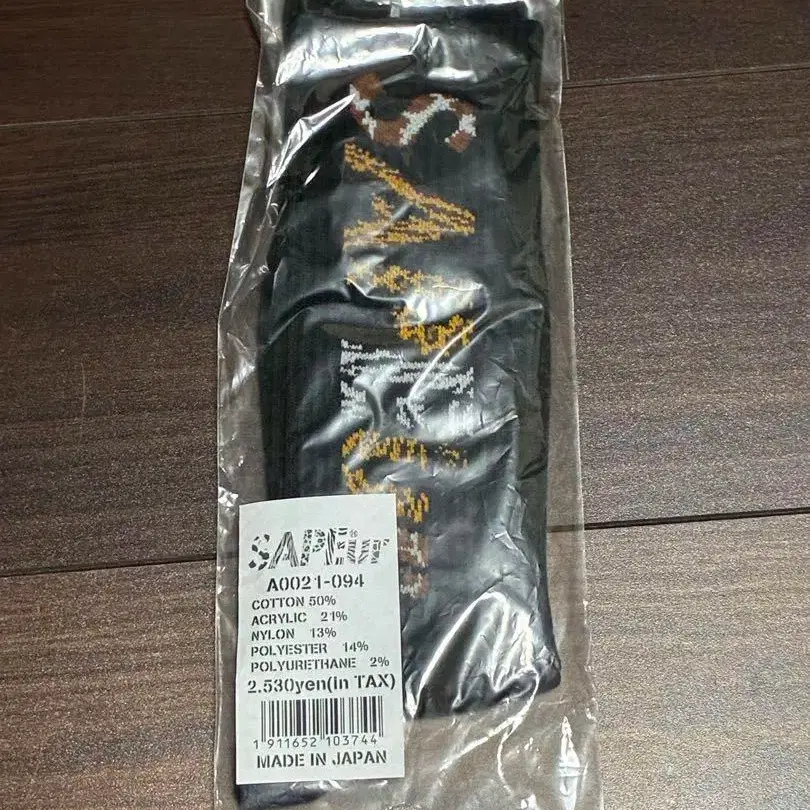 SAPEur
A0021-094
COTTON 50%
ACRYLIC 21%
NYLON 13%
POLYESTER 14%
POLYURETHANE 2%
2.530yen(In TAX)
1 911652 103744
MADE IN JAPAN